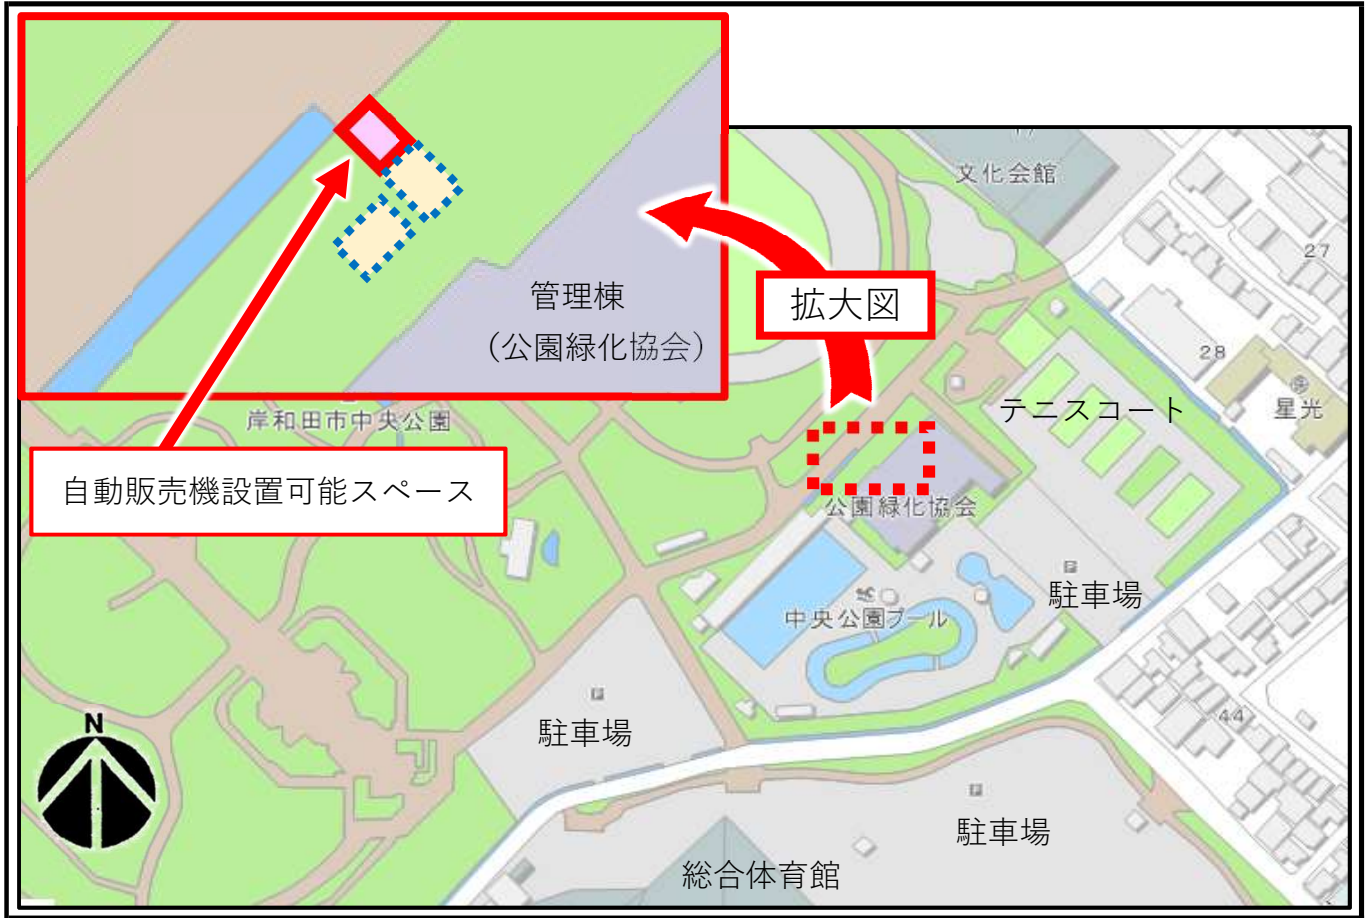 管理棟
（公園緑化協会）
拡大図
文化会館
27
28
星光
テニスコート
岸和田市中央公園
自動販売機設置可能スペース
公園緑化協会
P
駐車場
中央公園プール
P
駐車場
44
N
P
駐車場
総合体育館